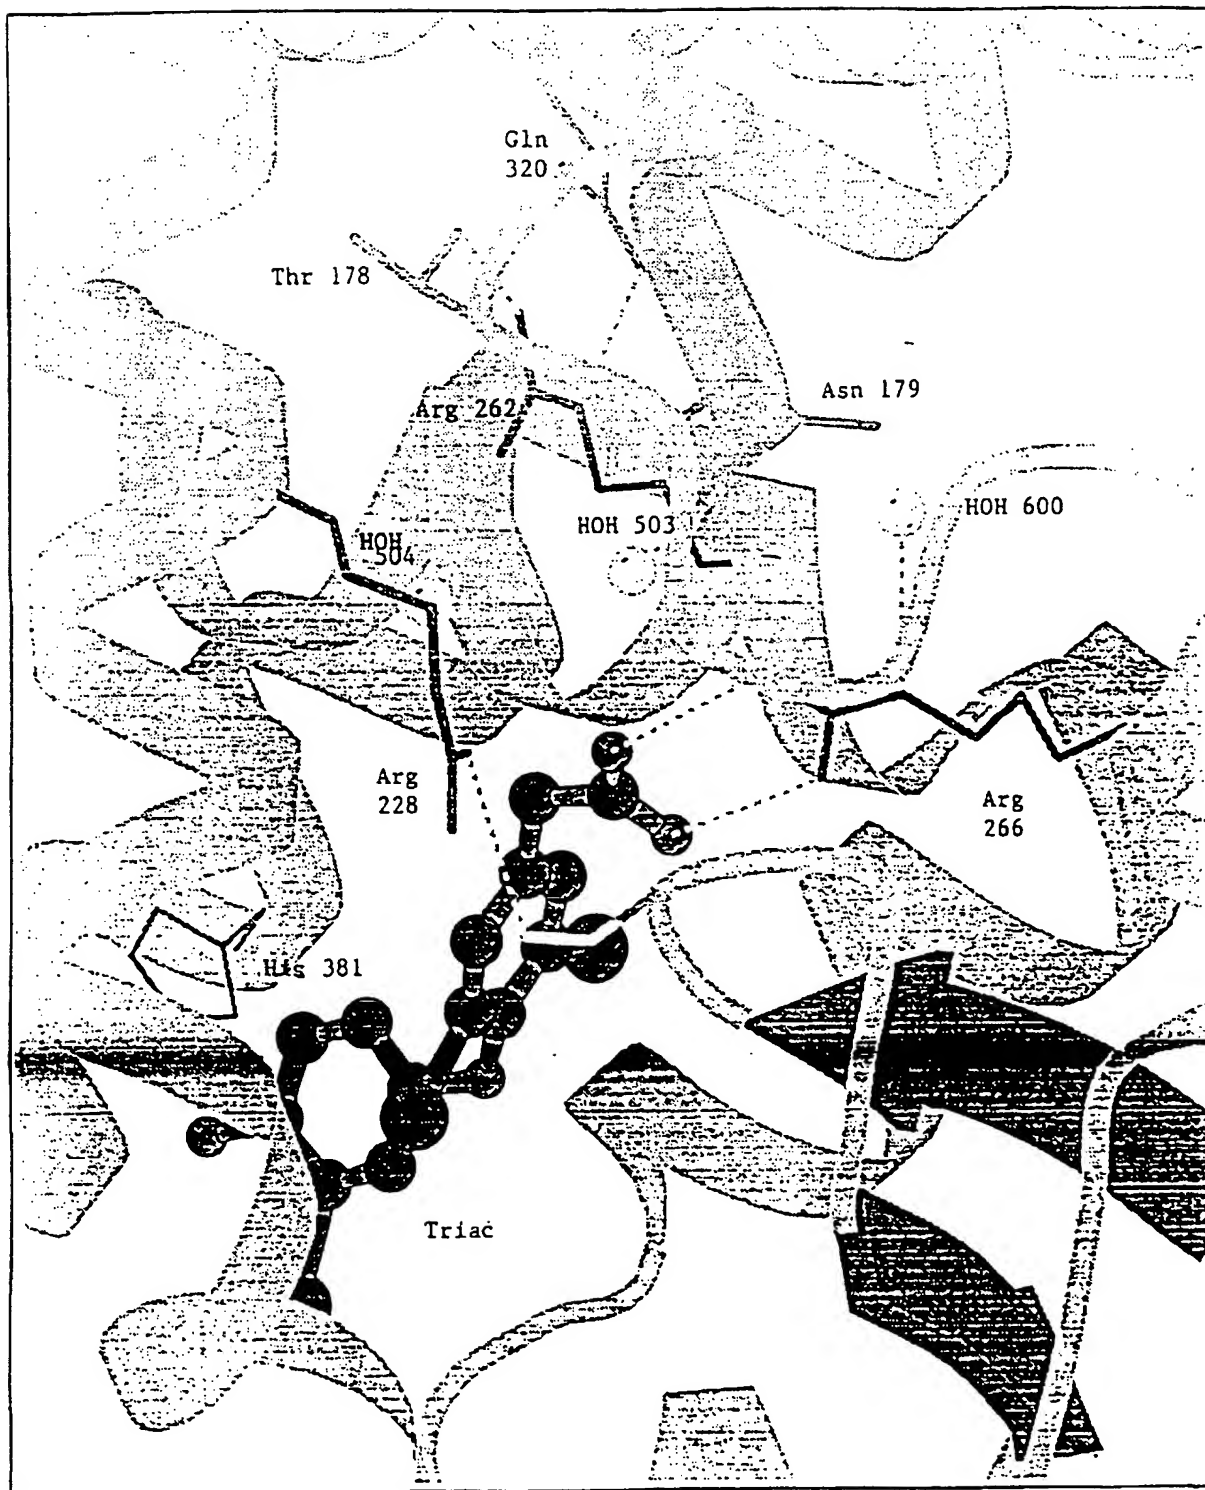 Gln
320
Thr 178
Asn 179
Arg 262
HOH 503
HOH 600
HOH
504
Arg
228
Arg
266
His 381
Triac